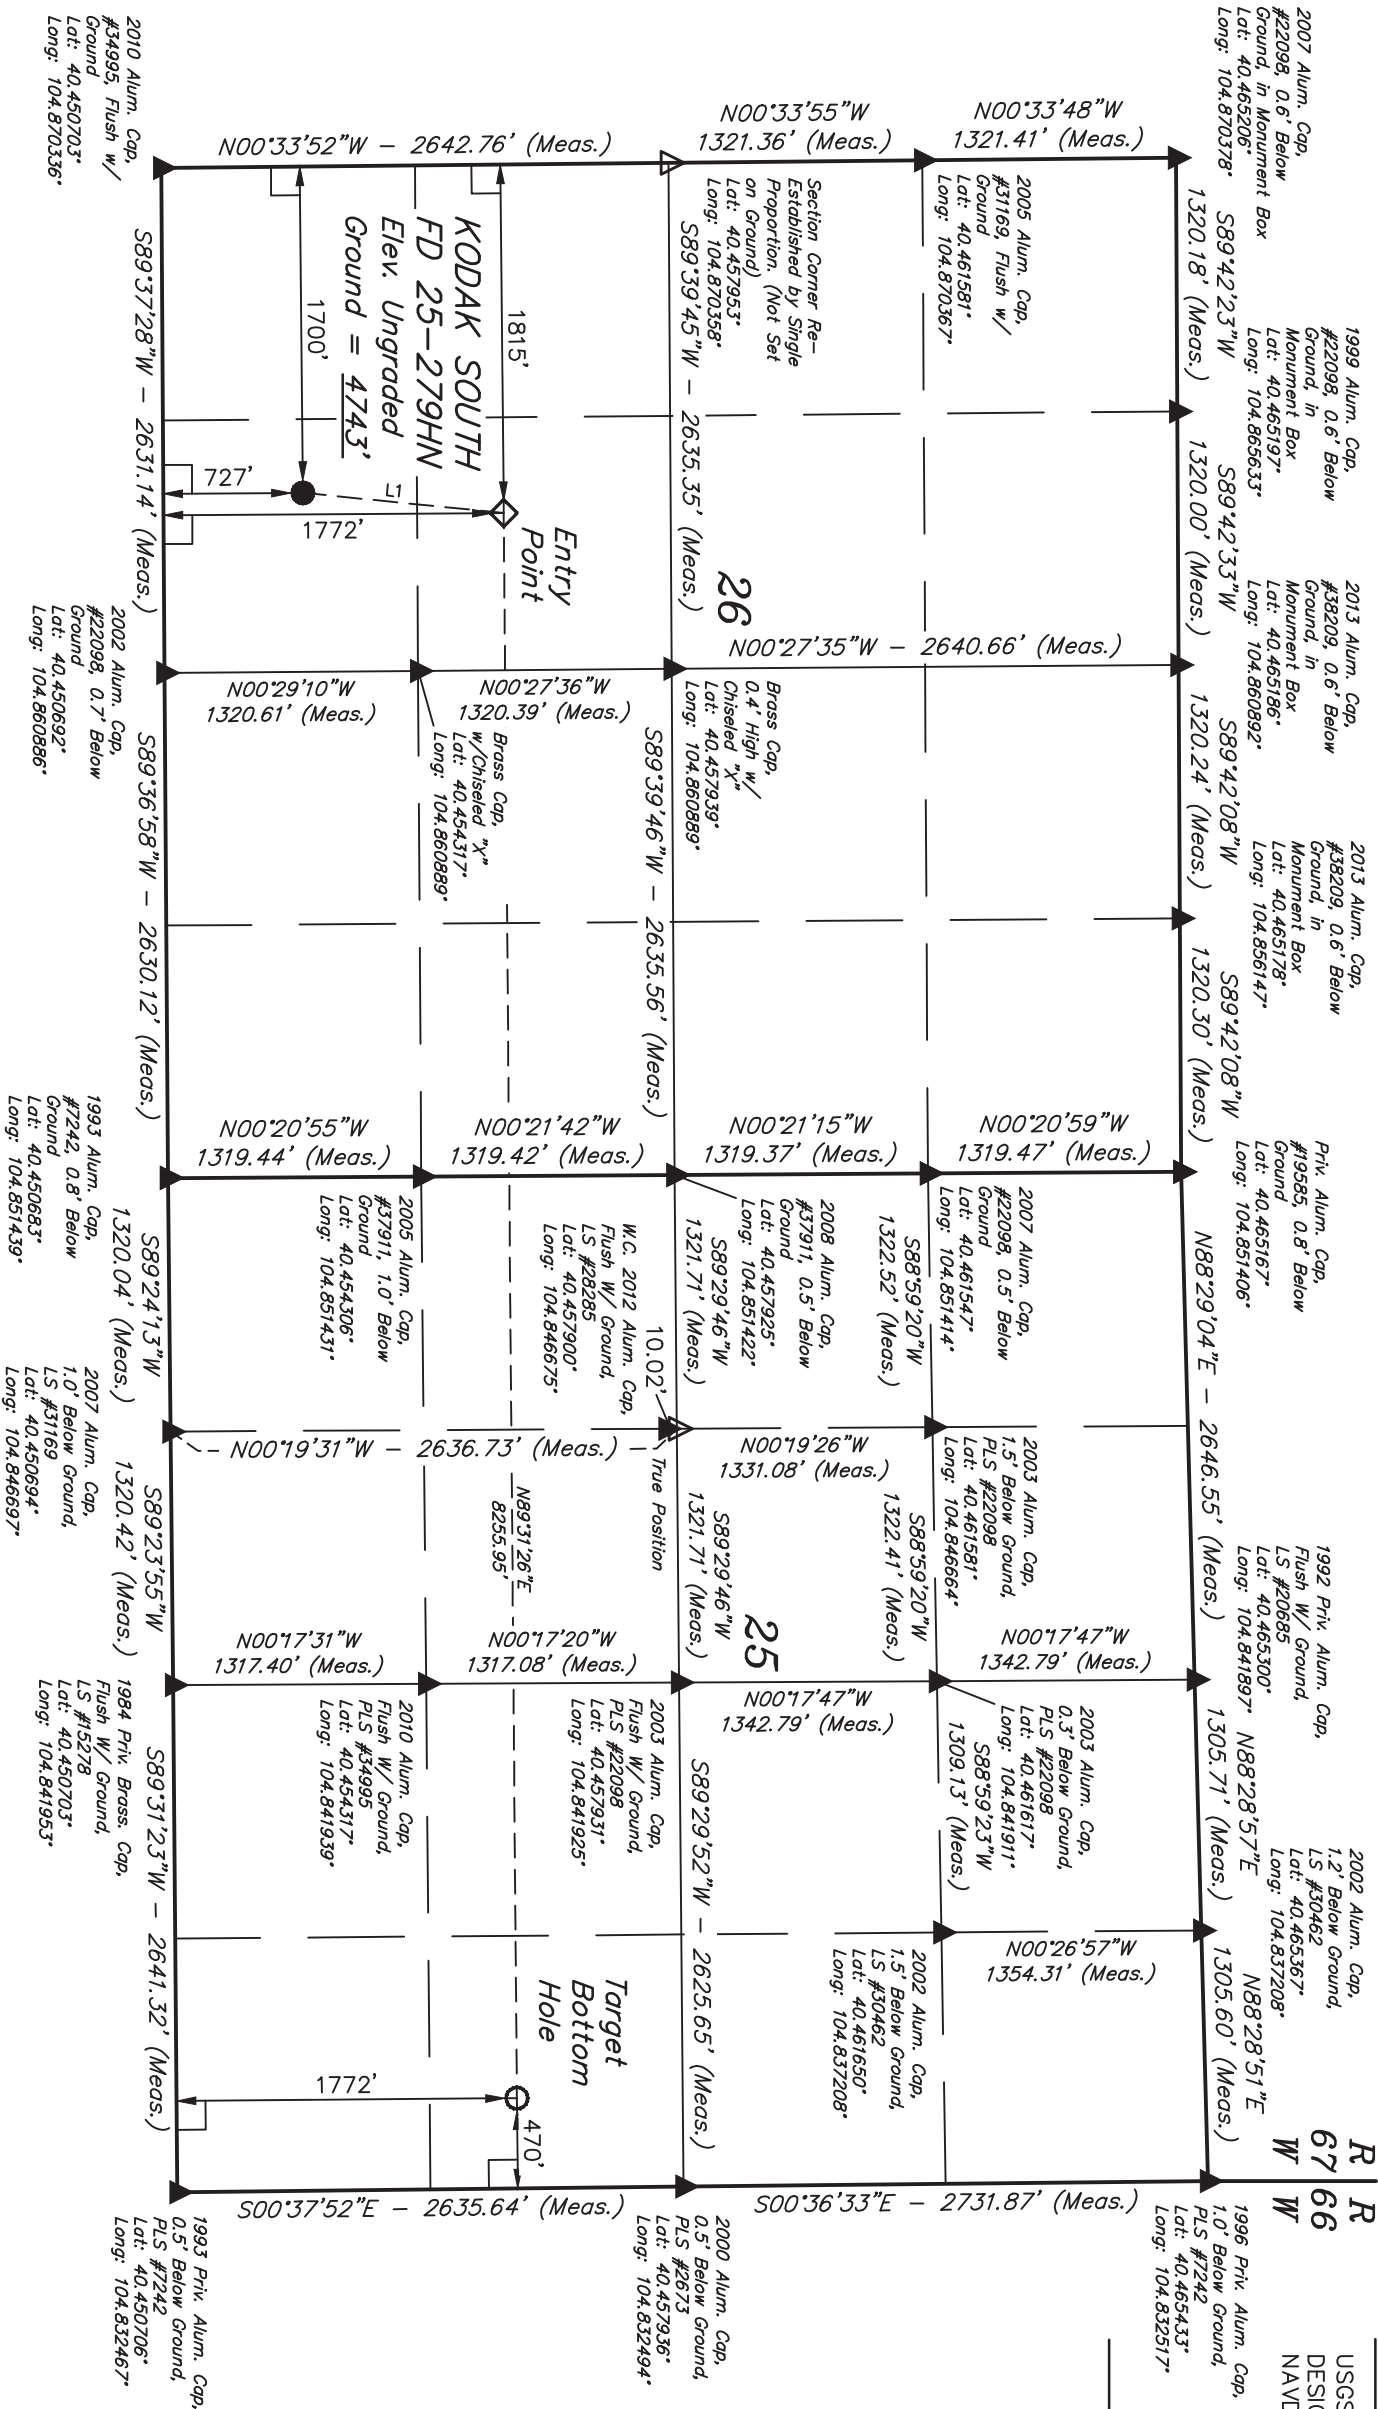 2007 Alum. Cap,
#22098, 0.6' Below
Ground, in Monument Box
Lat: 40.465206°
Long: 104.870378°
1999 Alum. Cap,
#22098, 0.6' Below
Ground, in
Monument Box
Lat: 40.465197°
Long: 104.865633°
2013 Alum. Cap,
#38209, 0.6' Below
Ground, in
Monument Box
Lat: 40.465186°
Long: 104.860892°
2013 Alum. Cap,
#38209, 0.6' Below
Ground, in
Monument Box
Lat: 40.465178°
Long: 104.856147°
Priv. Alum. Cap,
#19585, 0.8' Below
Ground
Lat: 40.465167°
Long: 104.851406°
1992 Priv. Alum. Cap,
Flush W/ Ground,
LS #20685
Lat: 40.465300°
Long: 104.841897°
2002 Alum. Cap,
1.2' Below Ground,
LS #30462
Lat: 40.465367°
Long: 104.837208°
R R
67 66
W W
1996 Priv. Alum. Cap,
1.0' Below Ground,
PLS #7242
Lat: 40.465433°
Long: 104.832517°
USGS
DESIG
NAVD
S89°42'23"W
1320.18' (Meas.)
S89°42'33"W
1320.00' (Meas.)
S89°42'08"W
1320.24' (Meas.)
S89°42'08"W
1320.30' (Meas.)
N88°29'04"E – 2646.55' (Meas.)
N88°28'57"E
1305.71' (Meas.)
N88°28'51"E
1305.60' (Meas.)
N00°33'48"W
1321.41' (Meas.)
N00°33'55"W
1321.36' (Meas.)
N00°33'52"W – 2642.76' (Meas.)
2005 Alum. Cap,
#31169, Flush w/
Ground
Lat: 40.461581°
Long: 104.870367°
Section Corner Re–
Established by Single
Proportion. (Not Set
on Ground)
Lat: 40.457953°
Long: 104.870358°
S89°39'45"W – 2635.35' (Meas.)
26
N00°27'35"W – 2640.66' (Meas.)
Brass Cap,
0.4' High w/
Chiseled "X"
Lat: 40.457939°
Long: 104.860889°
S89°39'46"W – 2635.56' (Meas.)
N00°20'59"W
1319.47' (Meas.)
N00°21'15"W
1319.37' (Meas.)
N00°21'42"W
1319.42' (Meas.)
N00°20'55"W
1319.44' (Meas.)
2007 Alum. Cap,
#22098, 0.5' Below
Ground
Lat: 40.461547°
Long: 104.851414°
S88°59'20"W
1322.52' (Meas.)
2008 Alum. Cap,
#37911, 0.5' Below
Ground
Lat: 40.457925°
Long: 104.851422°
S89°29'46"W
1321.71' (Meas.)
10.02'
W.C. 2012 Alum. Cap,
Flush W/ Ground,
LS #28285
Lat: 40.457900°
Long: 104.846675°
2003 Alum. Cap,
1.5' Below Ground,
PLS #22098
Lat: 40.461581°
Long: 104.846664°
N00°19'26"W
1331.08' (Meas.)
S88°59'20"W
1322.41' (Meas.)
S89°29'46"W
1321.71' (Meas.)
25
True Position
N00°19'31"W – 2636.73' (Meas.)
N00°17'47"W
1342.79' (Meas.)
N00°17'47"W
1342.79' (Meas.)
2003 Alum. Cap,
0.3' Below Ground,
PLS #22098
Lat: 40.461617°
Long: 104.841911°
S88°59'23"W
1309.13' (Meas.)
N00°26'57"W
1354.31' (Meas.)
2002 Alum. Cap,
1.5' Below Ground,
LS #30462
Lat: 40.461650°
Long: 104.837208°
S89°29'52"W – 2625.65' (Meas.)
2003 Alum. Cap,
Flush W/ Ground,
PLS #22098
Lat: 40.457931°
Long: 104.841925°
S00°36'33"E – 2731.87' (Meas.)
2000 Alum. Cap,
0.5' Below Ground,
PLS #2673
Lat: 40.457936°
Long: 104.832494°
S00°37'52"E – 2635.64' (Meas.)
1815'
KODAK SOUTH
FD 25–279HN
Elev. Ungraded
Ground = 4743'
1700'
727'
L1
1772'
Entry
Point
N00°27'36"W
1320.39' (Meas.)
N00°29'10"W
1320.61' (Meas.)
Brass Cap,
w/Chiseled "X"
Lat: 40.454317°
Long: 104.860889°
2005 Alum. Cap,
#37911, 1.0' Below
Ground
Lat: 40.454306°
Long: 104.851431°
N89°31'26"E
8255.95'
N00°17'20"W
1317.08' (Meas.)
N00°17'31"W
1317.40' (Meas.)
2010 Alum. Cap,
Flush W/ Ground,
PLS #34995
Lat: 40.454317°
Long: 104.841939°
Target
Bottom
Hole
470'
1772'
S89°37'28"W – 2631.14' (Meas.)
S89°36'58"W – 2630.12' (Meas.)
S89°24'13"W
1320.04' (Meas.)
S89°23'55"W
1320.42' (Meas.)
S89°31'23"W – 2641.32' (Meas.)
2010 Alum. Cap,
#34995, Flush w/
Ground
Lat: 40.450703°
Long: 104.870336°
2002 Alum. Cap,
#22098, 0.7' Below
Ground
Lat: 40.450692°
Long: 104.860886°
1993 Alum. Cap,
#7242, 0.8' Below
Ground
Lat: 40.450683°
Long: 104.851439°
2007 Alum. Cap,
1.0' Below Ground,
LS #31169
Lat: 40.450694°
Long: 104.846697°
1984 Priv. Brass. Cap,
Flush W/ Ground,
LS #15278
Lat: 40.450703°
Long: 104.841953°
1993 Priv. Alum. Cap,
0.5' Below Ground,
PLS #7242
Lat: 40.450706°
Long: 104.832467°